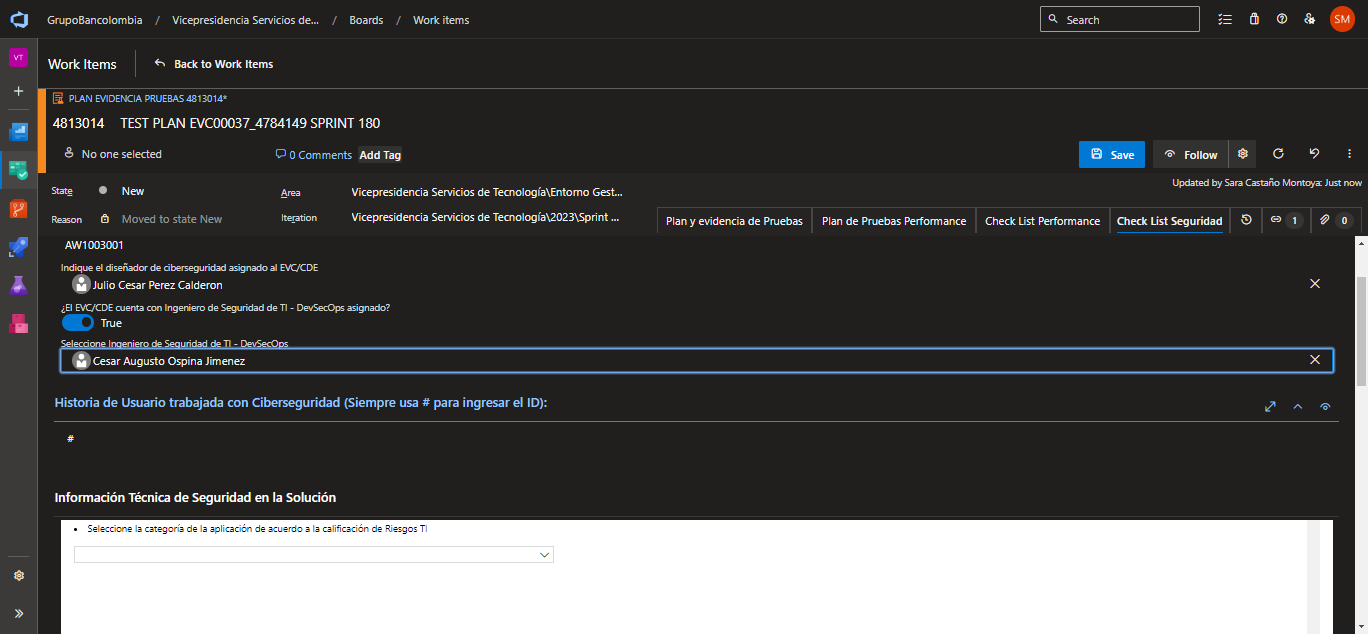 GrupoBancolombia / Vicepresidencia Servicios de... / Boards / Work items
Search
SM
VT
Work Items
Back to Work Items
PLAN EVIDENCIA PRUEBAS 4813014*
4813014 TEST PLAN EVC00037_4784149 SPRINT 180
No one selected
0 Comments
Add Tag
Save
Follow
Updated by Sara Castaño Montoya: Just now
State
New
Area
Vicepresidencia Servicios de Tecnología\Entorno Gest...
Reason
Moved to state New
Iteration
Vicepresidencia Servicios de Tecnología\2023\Sprint ...
Plan y evidencia de Pruebas
Plan de Pruebas Performance
Check List Performance
Check List Seguridad
1
0
AW1003001
Indique el diseñador de ciberseguridad asignado al EVC/CDE
Julio Cesar Perez Calderon
¿El EVC/CDE cuenta con Ingeniero de Seguridad de TI - DevSecOps asignado?
True
Seleccione Ingeniero de Seguridad de TI - DevSecOps
Cesar Augusto Ospina Jimenez
Historia de Usuario trabajada con Ciberseguridad (Siempre usa # para ingresar el ID):
#
Información Técnica de Seguridad en la Solución
• Seleccione la categoría de la aplicación de acuerdo a la calificación de Riesgos TI